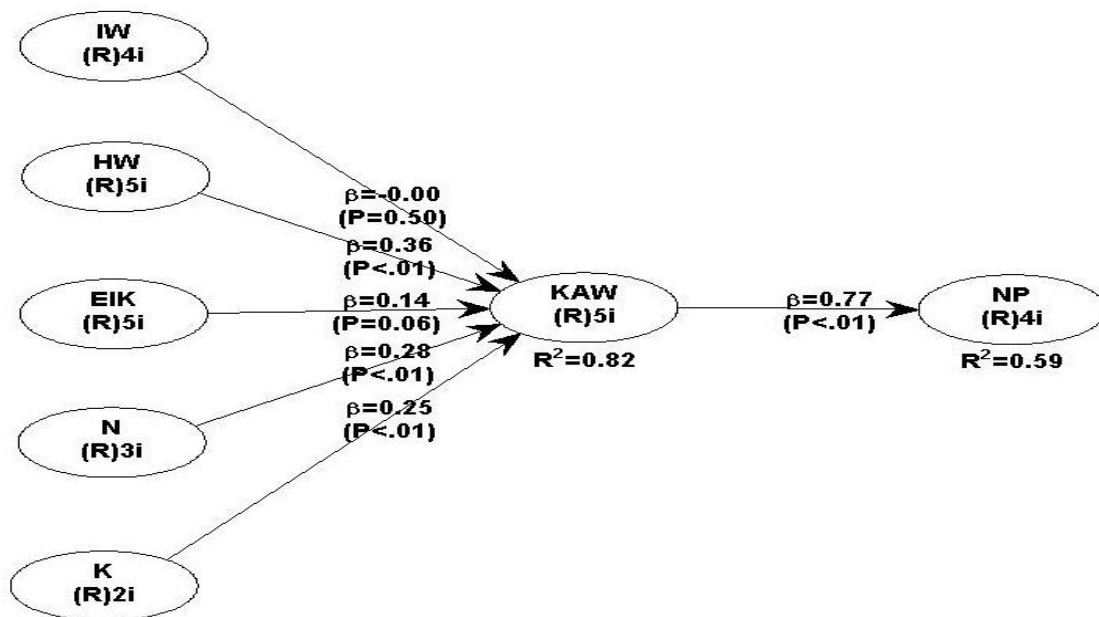 IW
(R)4i
HW
(R)5i
β=-0.00
(P=0.50)
β=0.36
(P<.01)
EIK
(R)5i
β=0.14
(P=0.06)
KAW
(R)5i
R²=0.82
β=0.77
(P<.01)
NP
(R)4i
R²=0.59
β=0.28
(P<.01)
N
(R)3i
β=0.25
(P<.01)
K
(R)2i